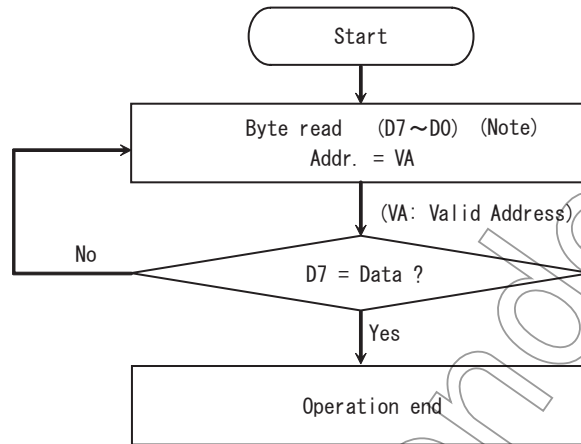 Start
Byte read (D7～D0) (Note)
Addr. = VA
(VA: Valid Address)
No
D7 = Data ?
Yes
Operation end